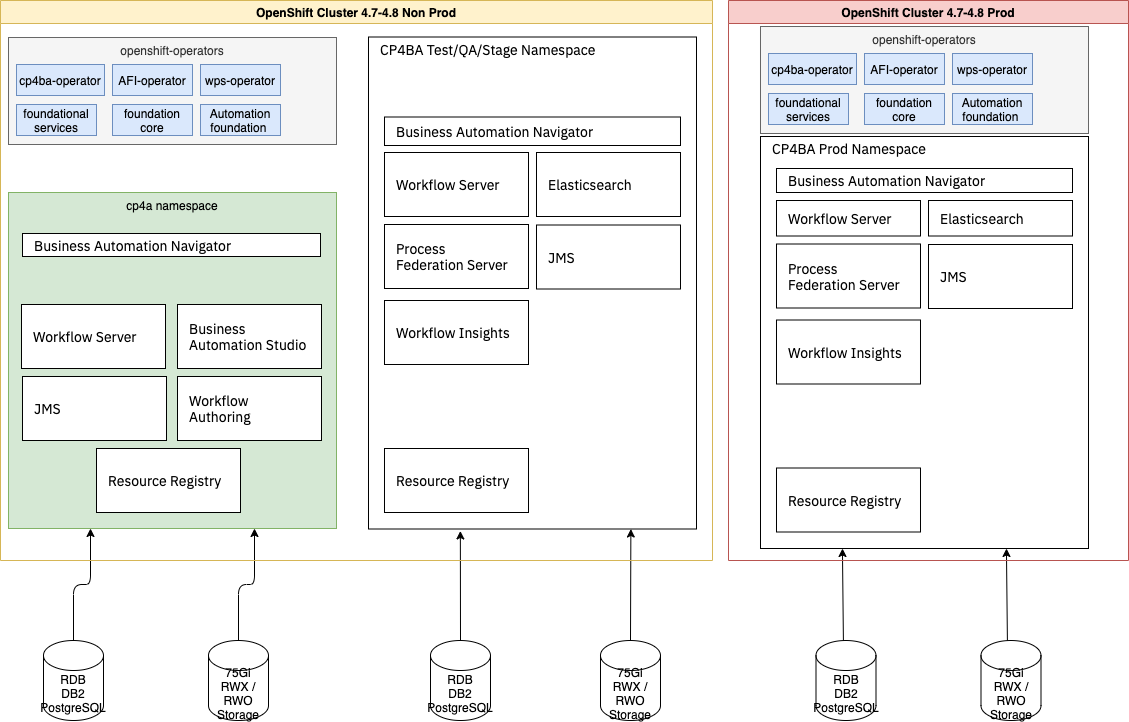 OpenShift Cluster 4.7-4.8 Non Prod
openshift-operators
cp4ba-operator
AFI-operator
wps-operator
foundational
services
foundation
core
Automation
foundation
cp4a namespace
Business Automation Navigator
Workflow Server
Business
Automation Studio
JMS
Workflow
Authoring
Resource Registry
CP4BA Test/QA/Stage Namespace
Business Automation Navigator
Workflow Server
Elasticsearch
Process
Federation Server
JMS
Workflow Insights
Resource Registry
OpenShift Cluster 4.7-4.8 Prod
openshift-operators
cp4ba-operator
AFI-operator
wps-operator
foundational
services
foundation
core
Automation
foundation
CP4BA Prod Namespace
Business Automation Navigator
Workflow Server
Elasticsearch
Process
Federation Server
JMS
Workflow Insights
Resource Registry
RDB
DB2
PostgreSQL
75Gi
RWX /
RWO
Storage
RDB
DB2
PostgreSQL
75Gi
RWX /
RWO
Storage
RDB
DB2
PostgreSQL
75Gi
RWX /
RWO
Storage